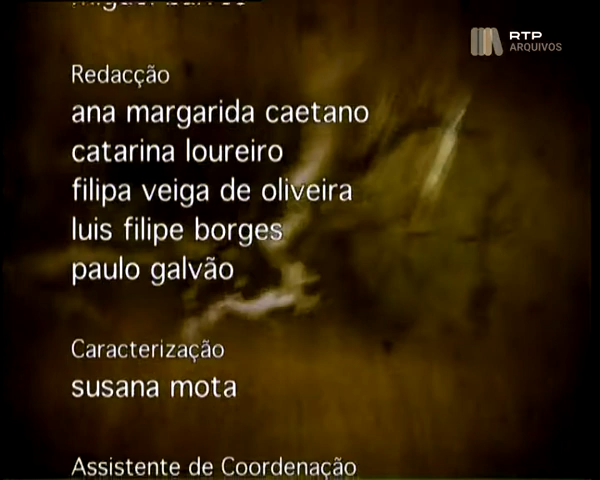 RTP
ARQUIVOS
Redacção
ana margarida caetano
catarina loureiro
filipa veiga de oliveira
luis filipe borges
paulo galvão
Caracterização
susana mota
Assistente de Coordenação